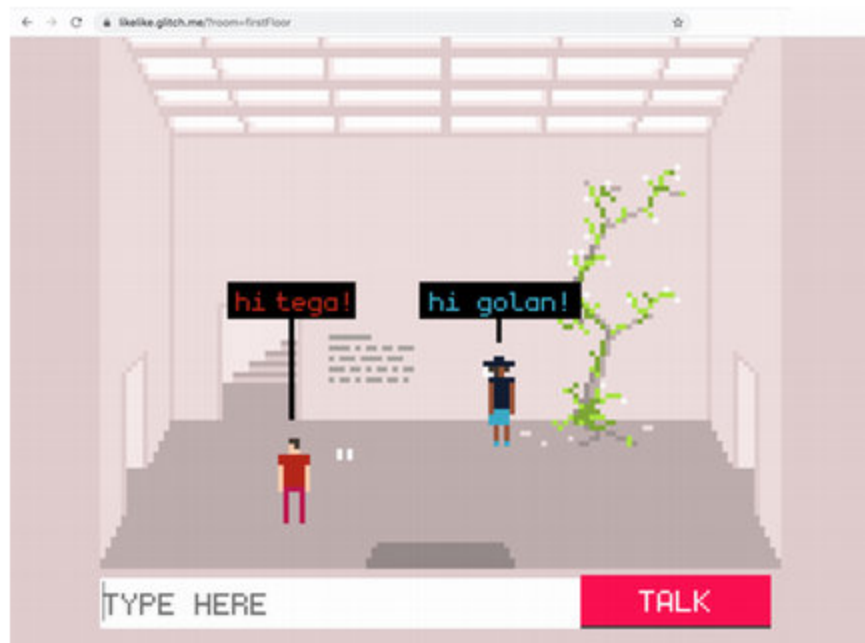 likelike.glitch.me/?room=firstFloor
hi tega!
hi golan!
TYPE HERE
TALK